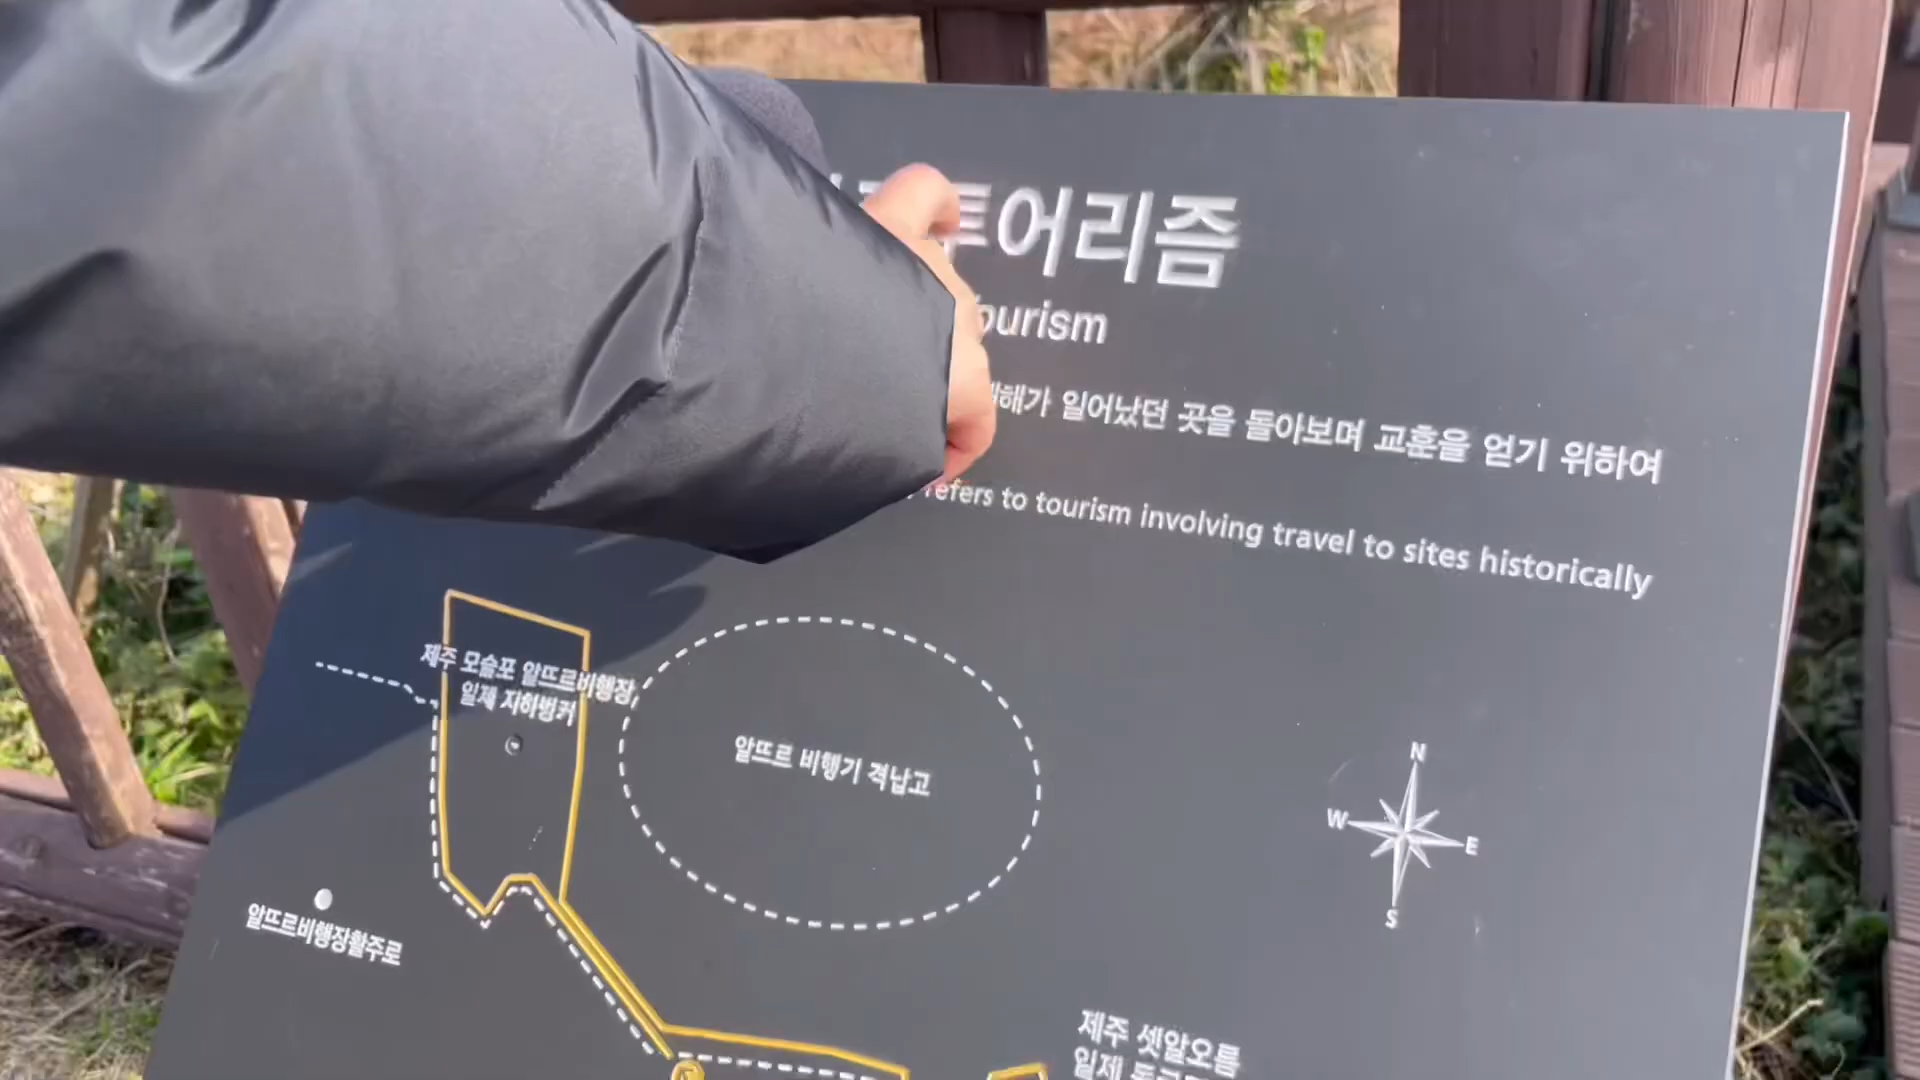 투어리즘
Tourism
일어났던 곳을 돌아보며 교훈을 얻기 위하여
refers to tourism involving travel to sites historically
제주 모슬포 알뜨르비행장
일제 지하벙커
알뜨르 비행기 격납고
N
W
E
S
알뜨르비행장활주로
제주 셋알오름
일제